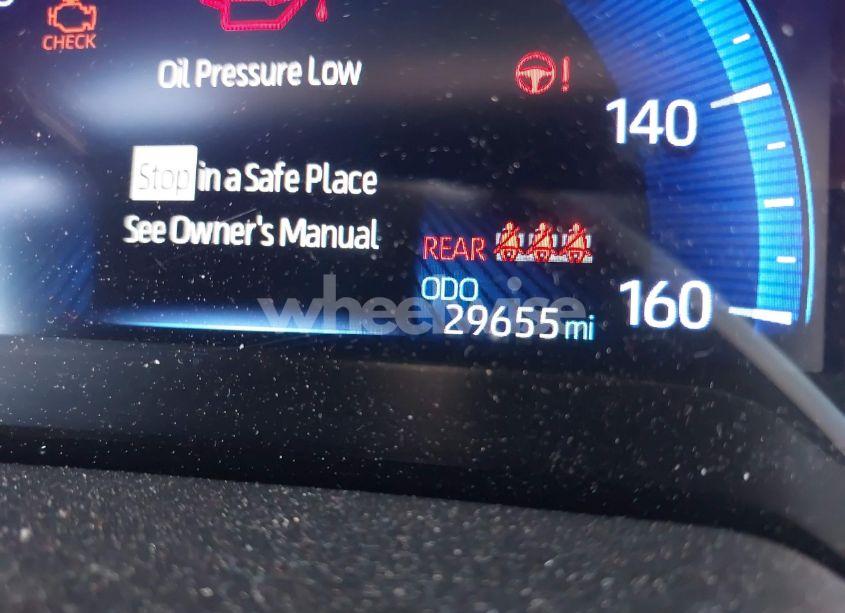 CHECK
Oil Pressure Low
!
140
Stop in a Safe Place
See Owner's Manual
REAR
ODO
29655 mi
160
wheelwise